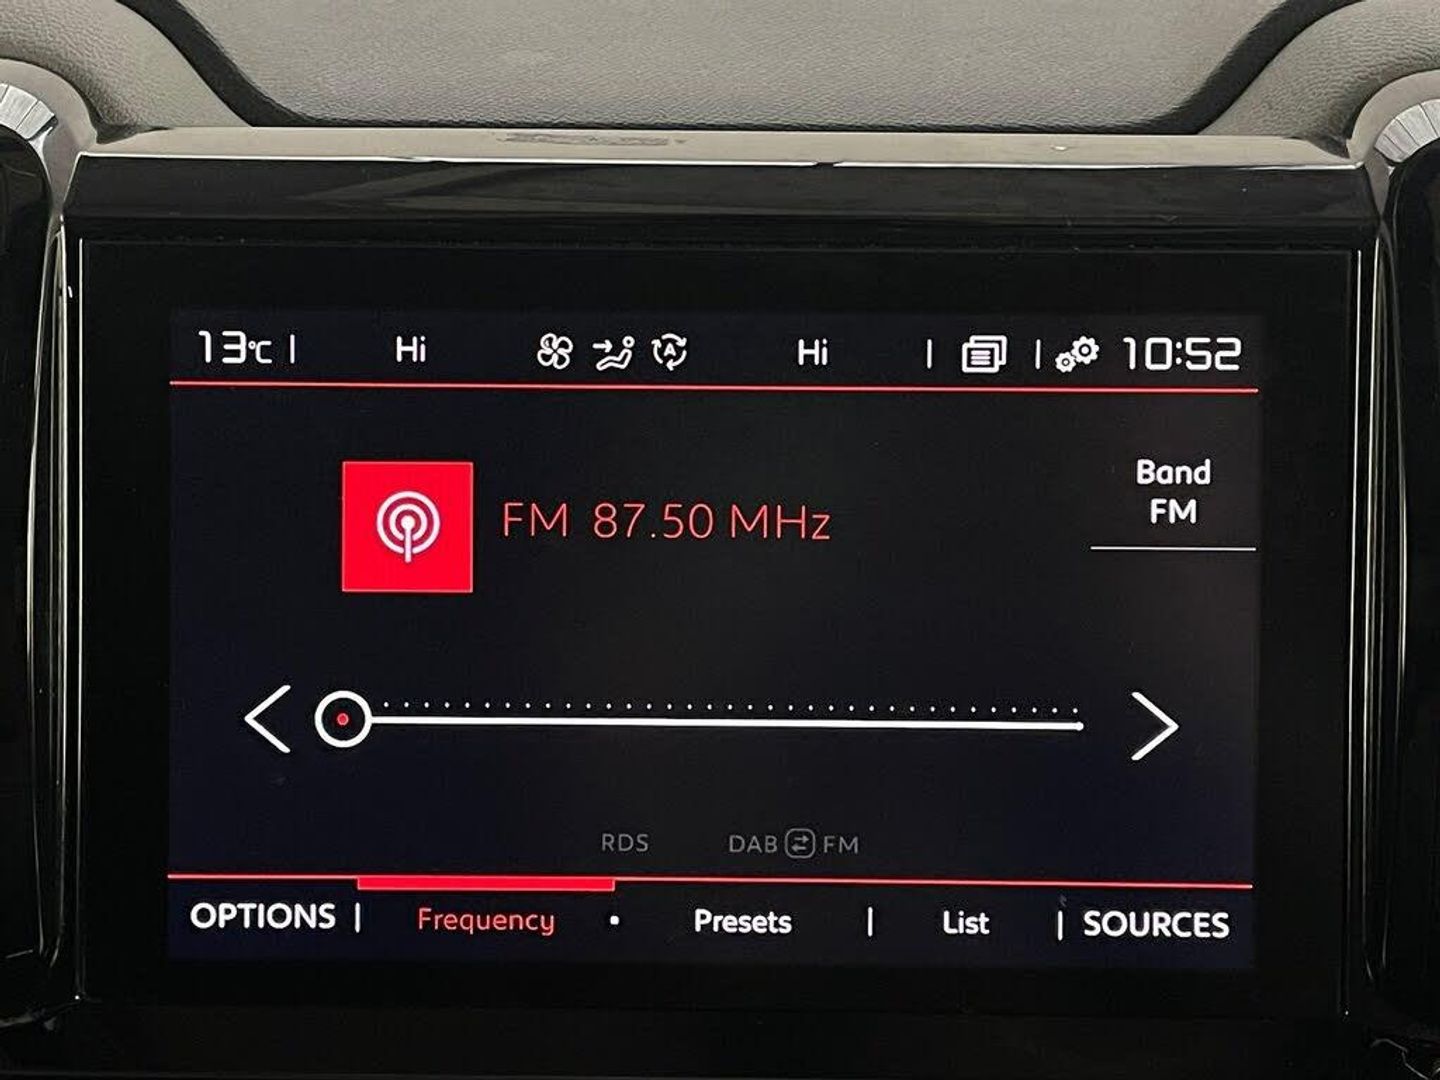 13°C | Hi Hi | | 10:52
Band
FM
FM 87.50 MHz
RDS DAB FM
OPTIONS | Frequency • Presets | List | SOURCES